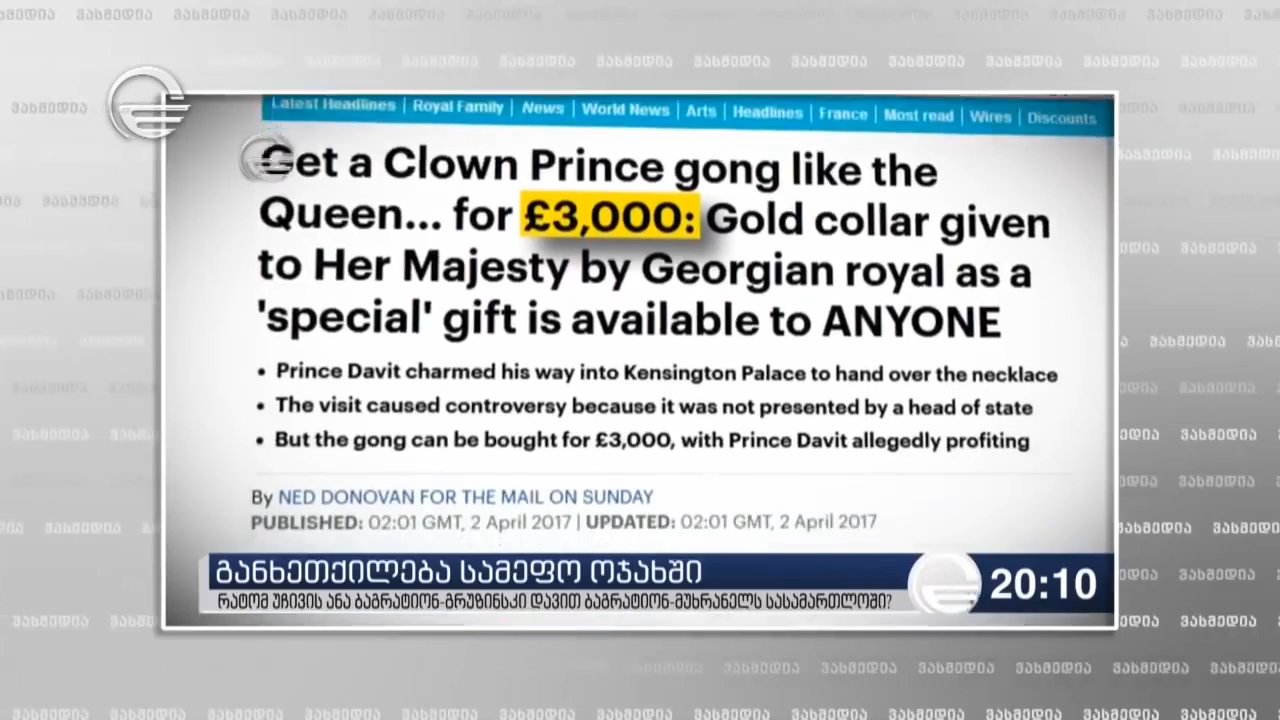 Latest Headlines | Royal Family | News | World News | Arts | Headlines | France | Most read | Wires | Discounts
Get a Clown Prince gong like the
Queen... for £3,000: Gold collar given
to Her Majesty by Georgian royal as a
'special' gift is available to ANYONE
• Prince Davit charmed his way into Kensington Palace to hand over the necklace
• The visit caused controversy because it was not presented by a head of state
• But the gong can be bought for £3,000, with Prince Davit allegedly profiting
By NED DONOVAN FOR THE MAIL ON SUNDAY
PUBLISHED: 02:01 GMT, 2 April 2017 | UPDATED: 02:01 GMT, 2 April 2017
განხეთქილება სამეფო ოჯახში
რატომ უჩივის ანა ბაგრატიონ-გრუზინსკი დავით ბაგრატიონ-მუხრანელს სასამართლოში?
20:10